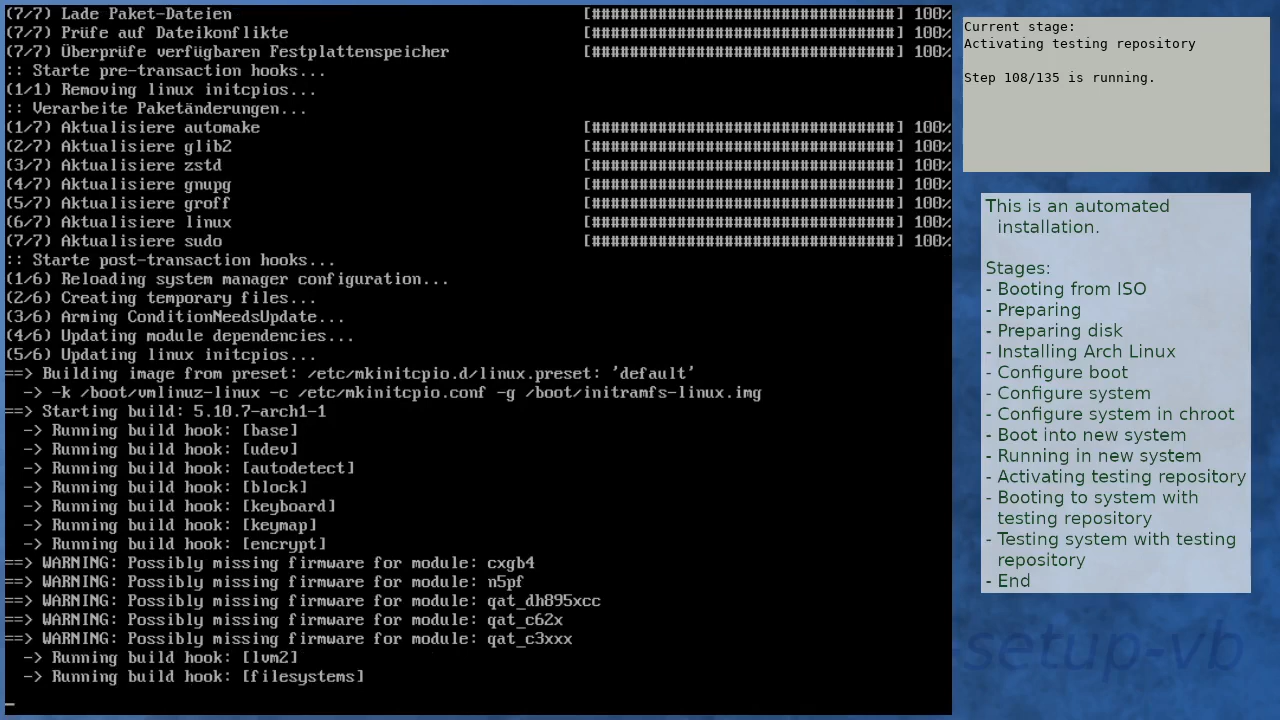 (7/7) Lade Paket-Dateien [################################] 100%
(7/7) Prüfe auf Dateikonflikte [################################] 100%
(7/7) Überprüfe verfügbaren Festplattenspeicher [################################] 100%
:: Starte pre-transaction hooks...
(1/1) Removing linux initcpios...
:: Verarbeite Paketänderungen...
(1/7) Aktualisiere automake [################################] 100%
(2/7) Aktualisiere glib2 [################################] 100%
(3/7) Aktualisiere zstd [################################] 100%
(4/7) Aktualisiere gnupg [################################] 100%
(5/7) Aktualisiere groff [################################] 100%
(6/7) Aktualisiere linux [################################] 100%
(7/7) Aktualisiere sudo [################################] 100%
:: Starte post-transaction hooks...
(1/6) Reloading system manager configuration...
(2/6) Creating temporary files...
(3/6) Arming ConditionNeedsUpdate...
(4/6) Updating module dependencies...
(5/6) Updating linux initcpios...
==> Building image from preset: /etc/mkinitcpio.d/linux.preset: 'default'
-> -k /boot/vmlinuz-linux -c /etc/mkinitcpio.conf -g /boot/initramfs-linux.img
==> Starting build: 5.10.7-arch1-1
-> Running build hook: [base]
-> Running build hook: [udev]
-> Running build hook: [autodetect]
-> Running build hook: [block]
-> Running build hook: [keyboard]
-> Running build hook: [keymap]
-> Running build hook: [encrypt]
==> WARNING: Possibly missing firmware for module: cxgb4
==> WARNING: Possibly missing firmware for module: n5pf
==> WARNING: Possibly missing firmware for module: qat_dh895xcc
==> WARNING: Possibly missing firmware for module: qat_c62x
==> WARNING: Possibly missing firmware for module: qat_c3xxx
-> Running build hook: [lvm2]
-> Running build hook: [filesystems]
_
Current stage:
Activating testing repository
Step 108/135 is running.
This is an automated
installation.
Stages:
- Booting from ISO
- Preparing
- Preparing disk
- Installing Arch Linux
- Configure boot
- Configure system
- Configure system in chroot
- Boot into new system
- Running in new system
- Activating testing repository
- Booting to system with
testing repository
- Testing system with testing
repository
- End
setup-vb